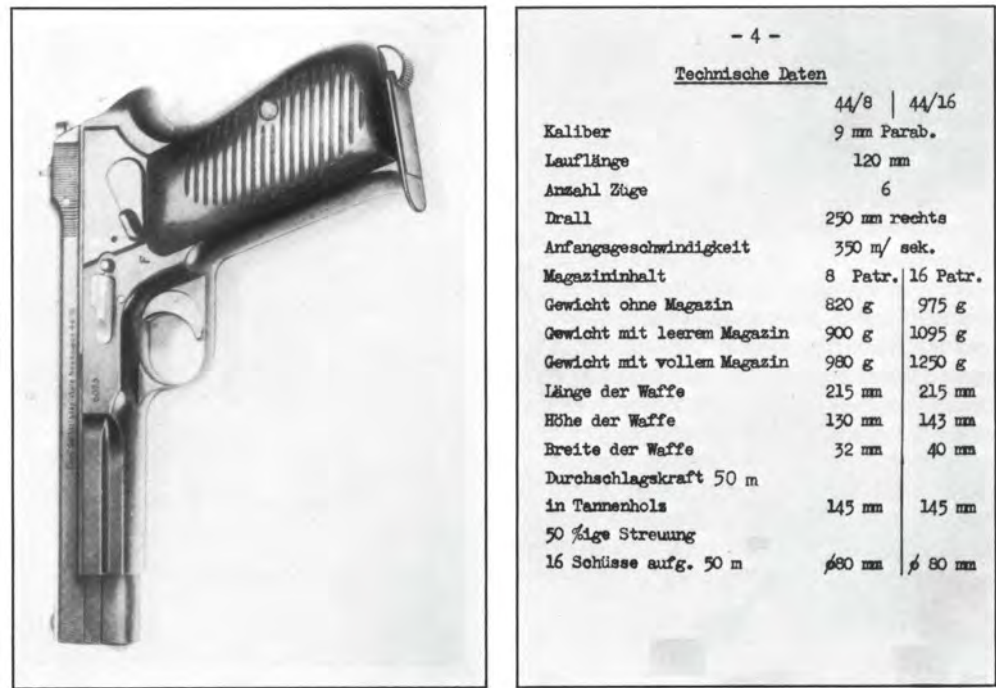 - 4 -
Technische Daten
44/8 | 44/16
Kaliber 9 mm Parab.
Lauflänge 120 mm
Anzahl Züge 6
Drall 250 mm rechts
Anfangsgeschwindigkeit 350 m/ sek.
Magazininhalt 8 Patr. 16 Patr.
Gewicht ohne Magazin 820 g 975 g
Gewicht mit leerem Magazin 900 g 1095 g
Gewicht mit vollem Magazin 980 g 1250 g
Länge der Waffe 215 mm 215 mm
Höhe der Waffe 130 mm 143 mm
Breite der Waffe 32 mm 40 mm
Durchschlagskraft 50 m
in Tannenholz 145 mm 145 mm
50 %ige Streuung
16 Schüsse aufg. 50 m ø80 mm ø 80 mm